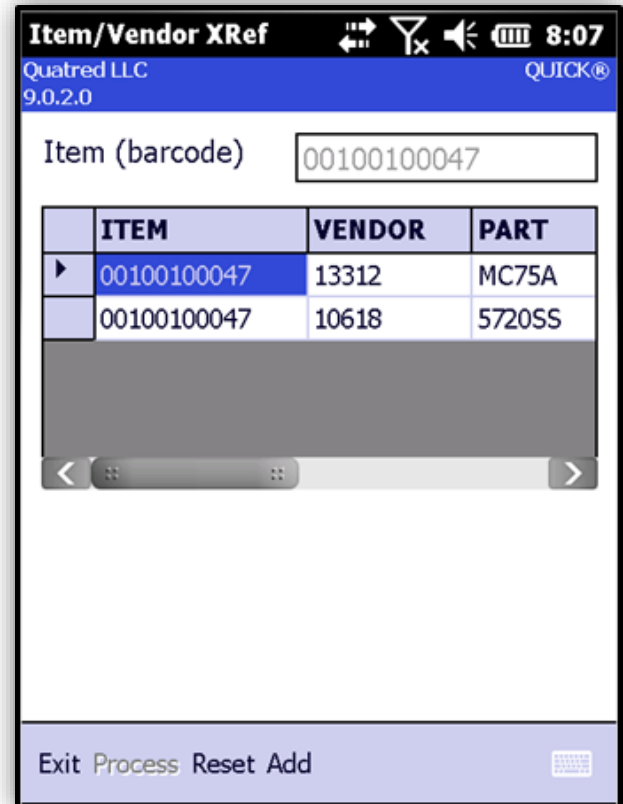 Item/Vendor XRef 8:07
Quatred LLC QUICK®
9.0.2.0
Item (barcode) 00100100047
ITEM VENDOR PART
00100100047 13312 MC75A
00100100047 10618 5720SS
Exit Process Reset Add